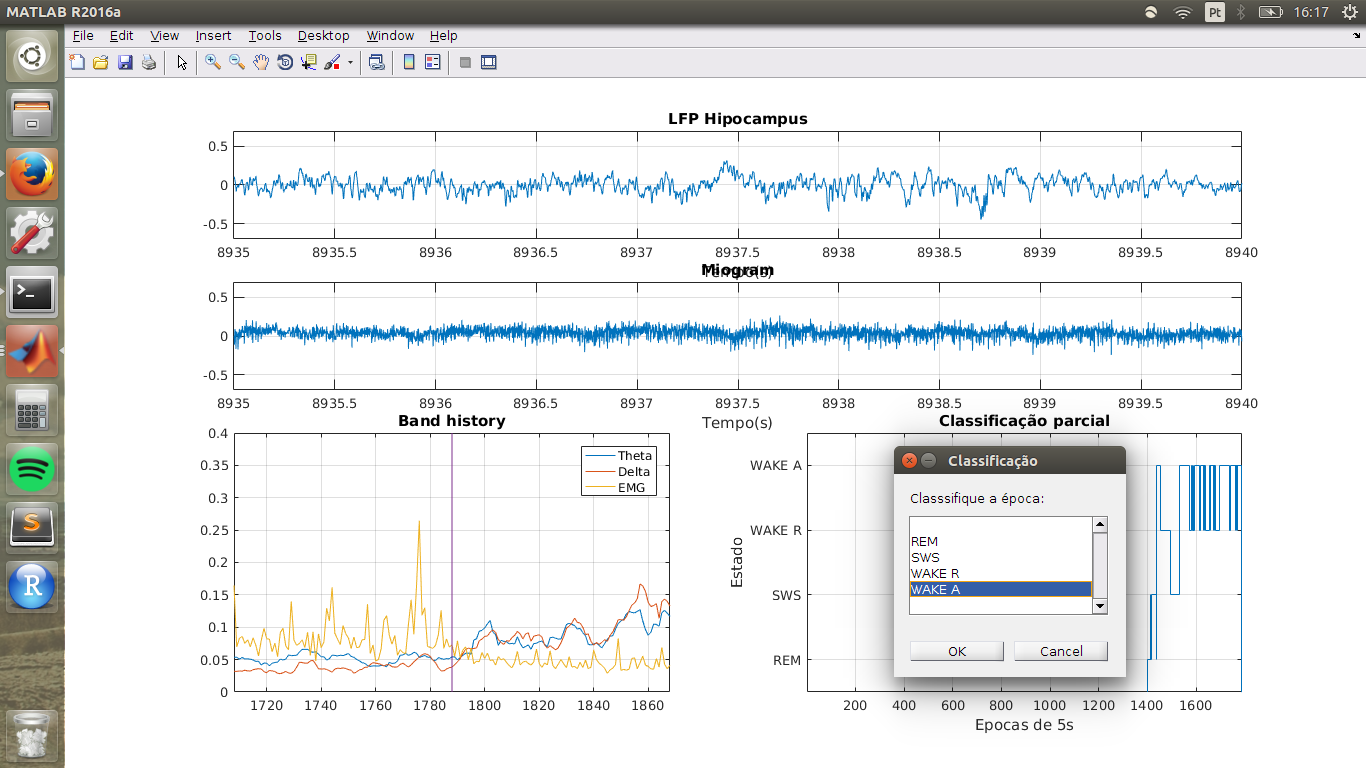 MATLAB R2016a
Pt
16:17
File Edit View Insert Tools Desktop Window Help
LFP Hipocampus
0.5
0
-0.5
8935 8935.5 8936 8936.5 8937 8937.5 8938 8938.5 8939 8939.5 8940
Tempo(s)
Miogram
0.5
0
-0.5
8935 8935.5 8936 8936.5 8937 8937.5 8938 8938.5 8939 8939.5 8940
Tempo(s)
Band history
0.4
0.35
0.3
0.25
0.2
0.15
0.1
0.05
0
Theta
Delta
EMG
1720 1740 1760 1780 1800 1820 1840 1860
Classificação parcial
Estado
WAKE A
WAKE R
SWS
REM
200 400 600 800 1000 1200 1400 1600
Epocas de 5s
Classificação
Classsifique a época:
REM
SWS
WAKE R
WAKE A
OK Cancel
>_
S
R